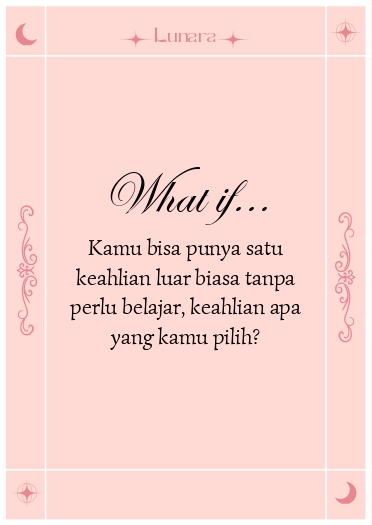 Lunara
What if...
Kamu bisa punya satu
keahlian luar biasa tanpa
perlu belajar, keahlian apa
yang kamu pilih?